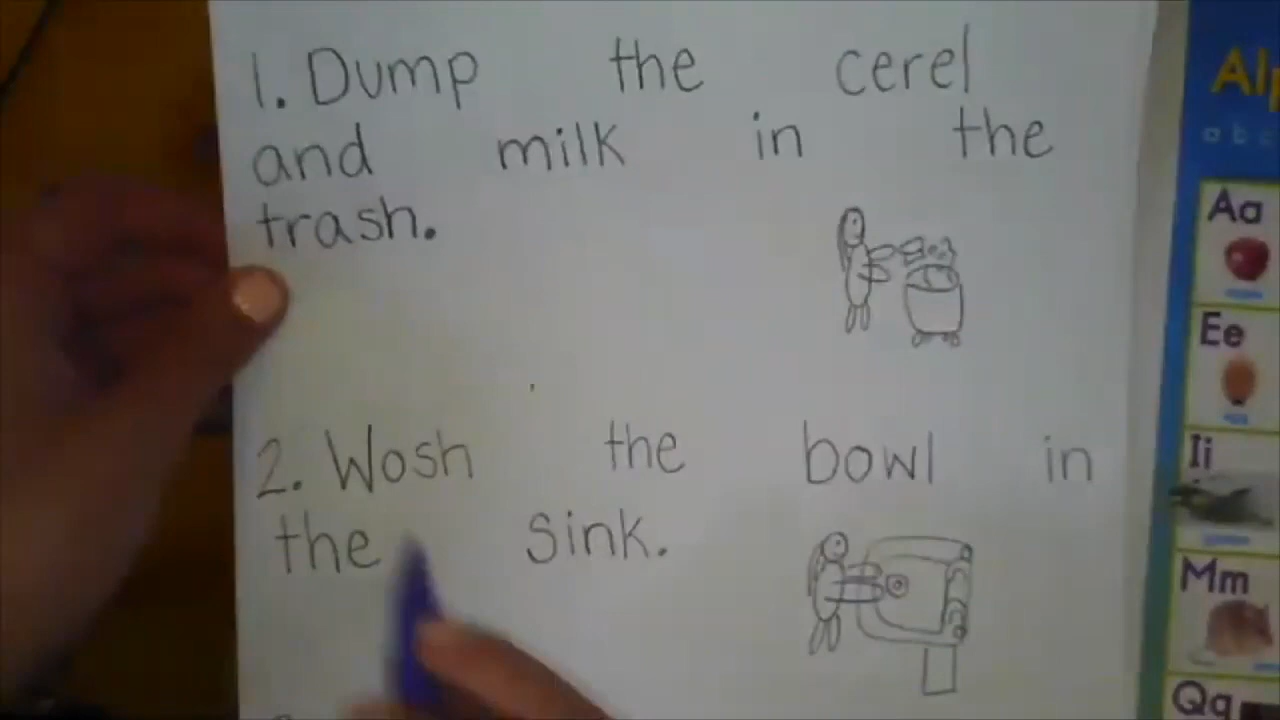 1. Dump the cerel
and milk in the
trash.
2. Wosh the bowl in
the sink.
Al
a b c
Aa
Ee
Ii
Mm
Qq